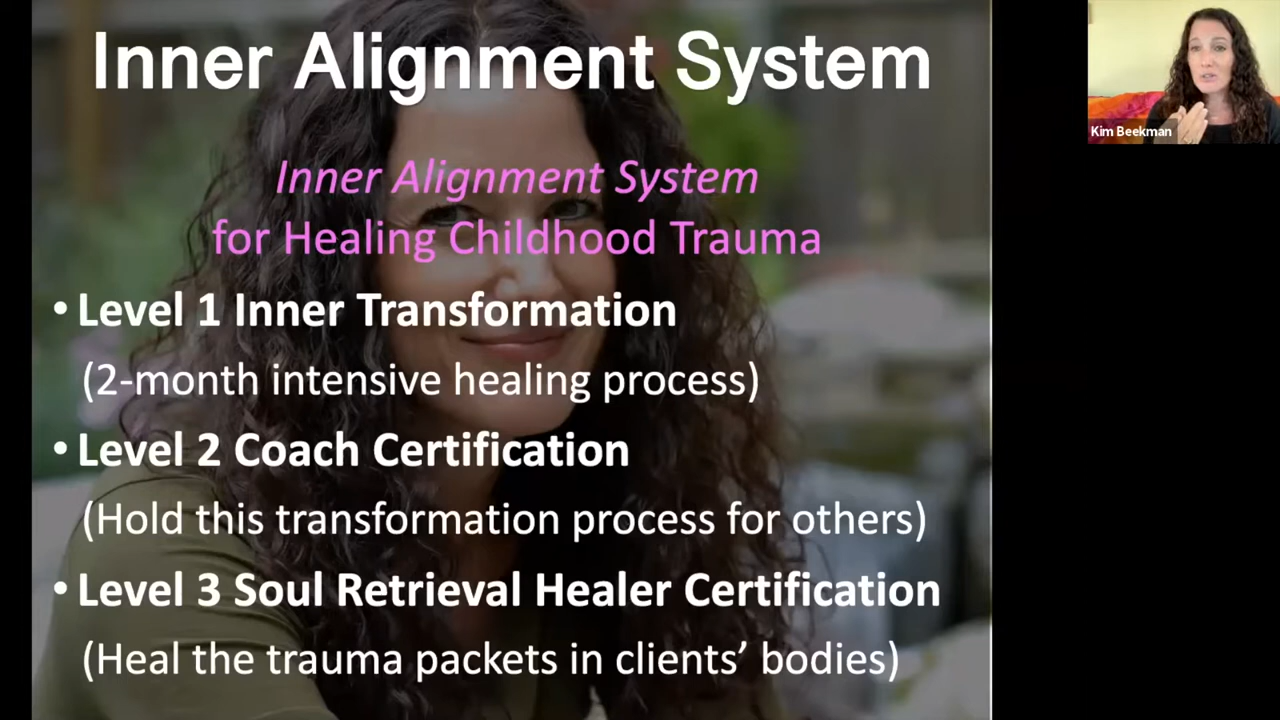 Inner Alignment System
Inner Alignment System
for Healing Childhood Trauma
• Level 1 Inner Transformation
(2-month intensive healing process)
• Level 2 Coach Certification
(Hold this transformation process for others)
• Level 3 Soul Retrieval Healer Certification
(Heal the trauma packets in clients’ bodies)
Kim Beekman